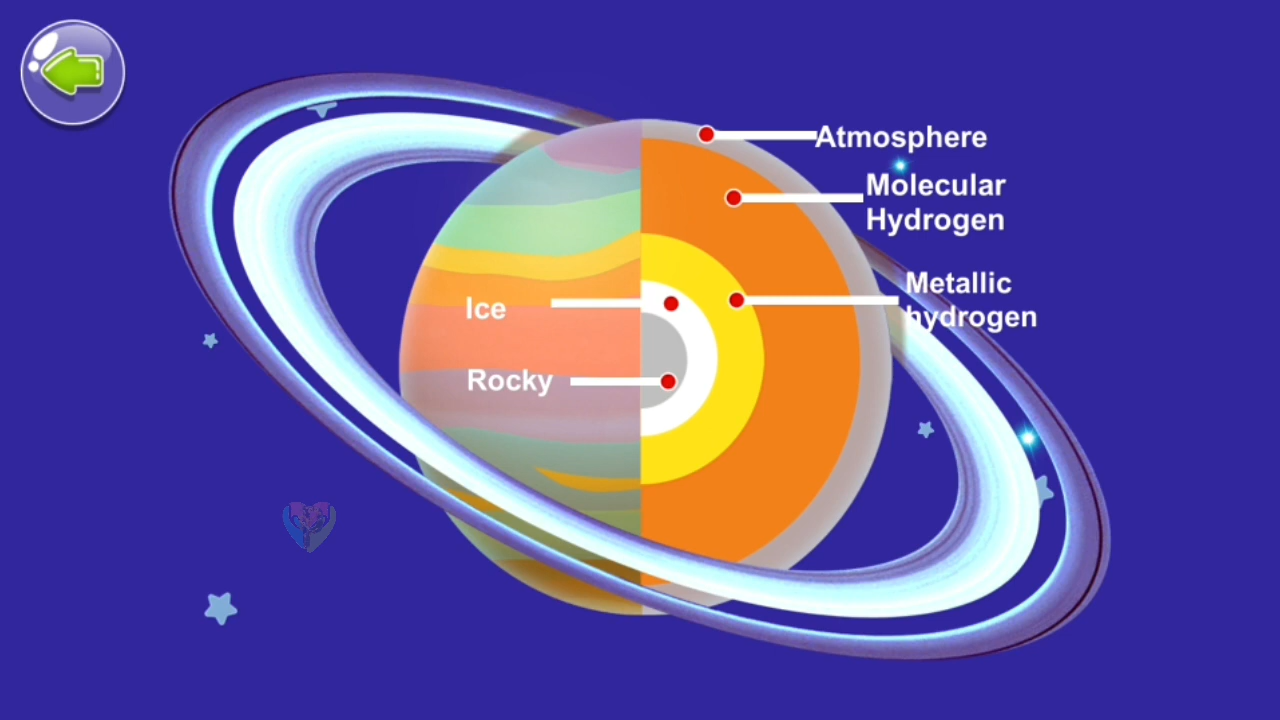 Atmosphere
Molecular
Hydrogen
Metallic
hydrogen
Ice
Rocky